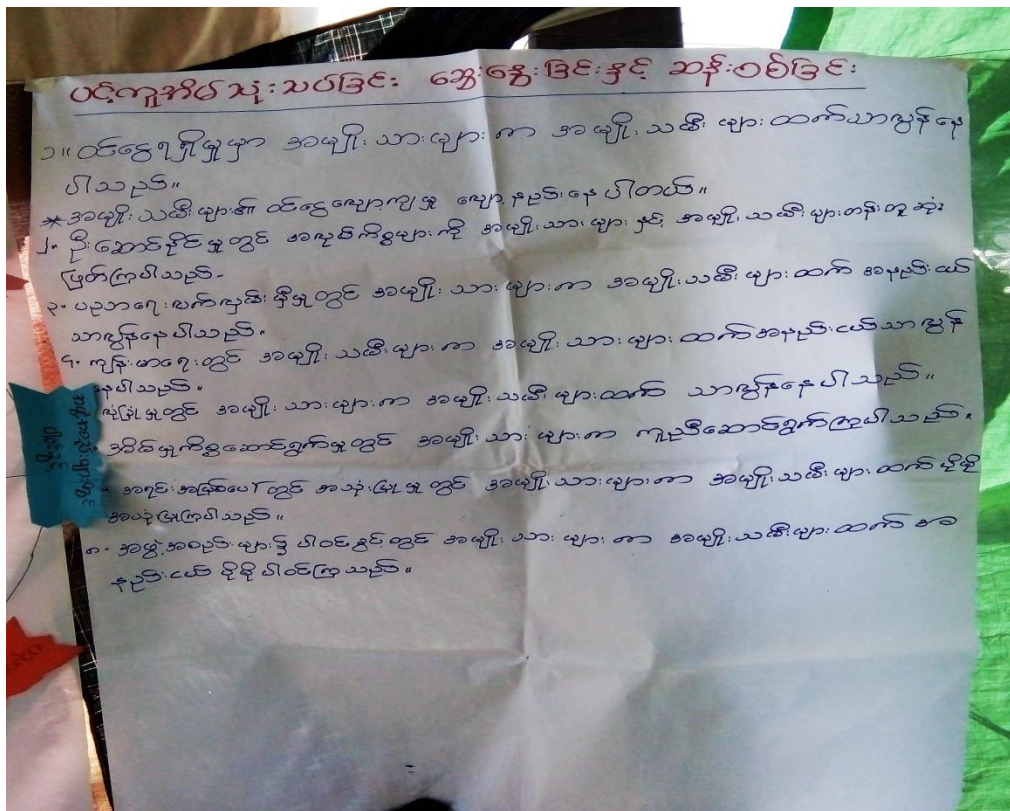 ပင့်ကူအိမ်သုံးသပ်ခြင်း ဆွေးနွေးခြင်းနှင့် ဆန်းစစ်ခြင်း
၁။ ဝင်ငွေရရှိမှုမှာ အမျိုးသားများက အမျိုးသမီးများထက်သာလွန်နေ
ပါသည်။
* အမျိုးသမီးများ၏ ဝင်ငွေလျော့ကျမှု လျော့နည်းနေပါတယ်။
၂. ဦးဆောင်နိုင်မှုတွင် အလုပ်ကိစ္စများကို အမျိုးသားများနှင့် အမျိုးသမီးများတန်းတူဆုံး
ဖြတ်ကြပါသည်.
၃. ပညာရေးလက်လှမ်းမှီမှုတွင် အမျိုးသားများက အမျိုးသမီးများထက် အနည်းငယ်
သာလွန်နေပါသည်.
၄. ကျန်းမာရေးတွင် အမျိုးသမီးများက အမျိုးသားများထက်အနည်းငယ်သာလွန်
နေပါသည်.
လုံခြုံမှုတွင် အမျိုးသားများက အမျိုးသမီးများထက် သာလွန်နေပါသည်။
အိမ်မှုကိစ္စဆောင်ရွက်မှုတွင် အမျိုးသားများက ကူညီဆောင်ရွက်ကြပါသည်.
အရင်းအမြစ်ပေါ်တွင် အသုံးပြုမှုတွင် အမျိုးသားများက အမျိုးသမီးများထက်ပိုမို
အသုံးပြုကြပါသည်။
၈. အဖွဲ့အစည်းများ၌ ပါဝင်ခွင့်တွင် အမျိုးသားများက အမျိုးသမီးများထက် အ
နည်းငယ် ပိုမိုပါဝင်ကြသည်.